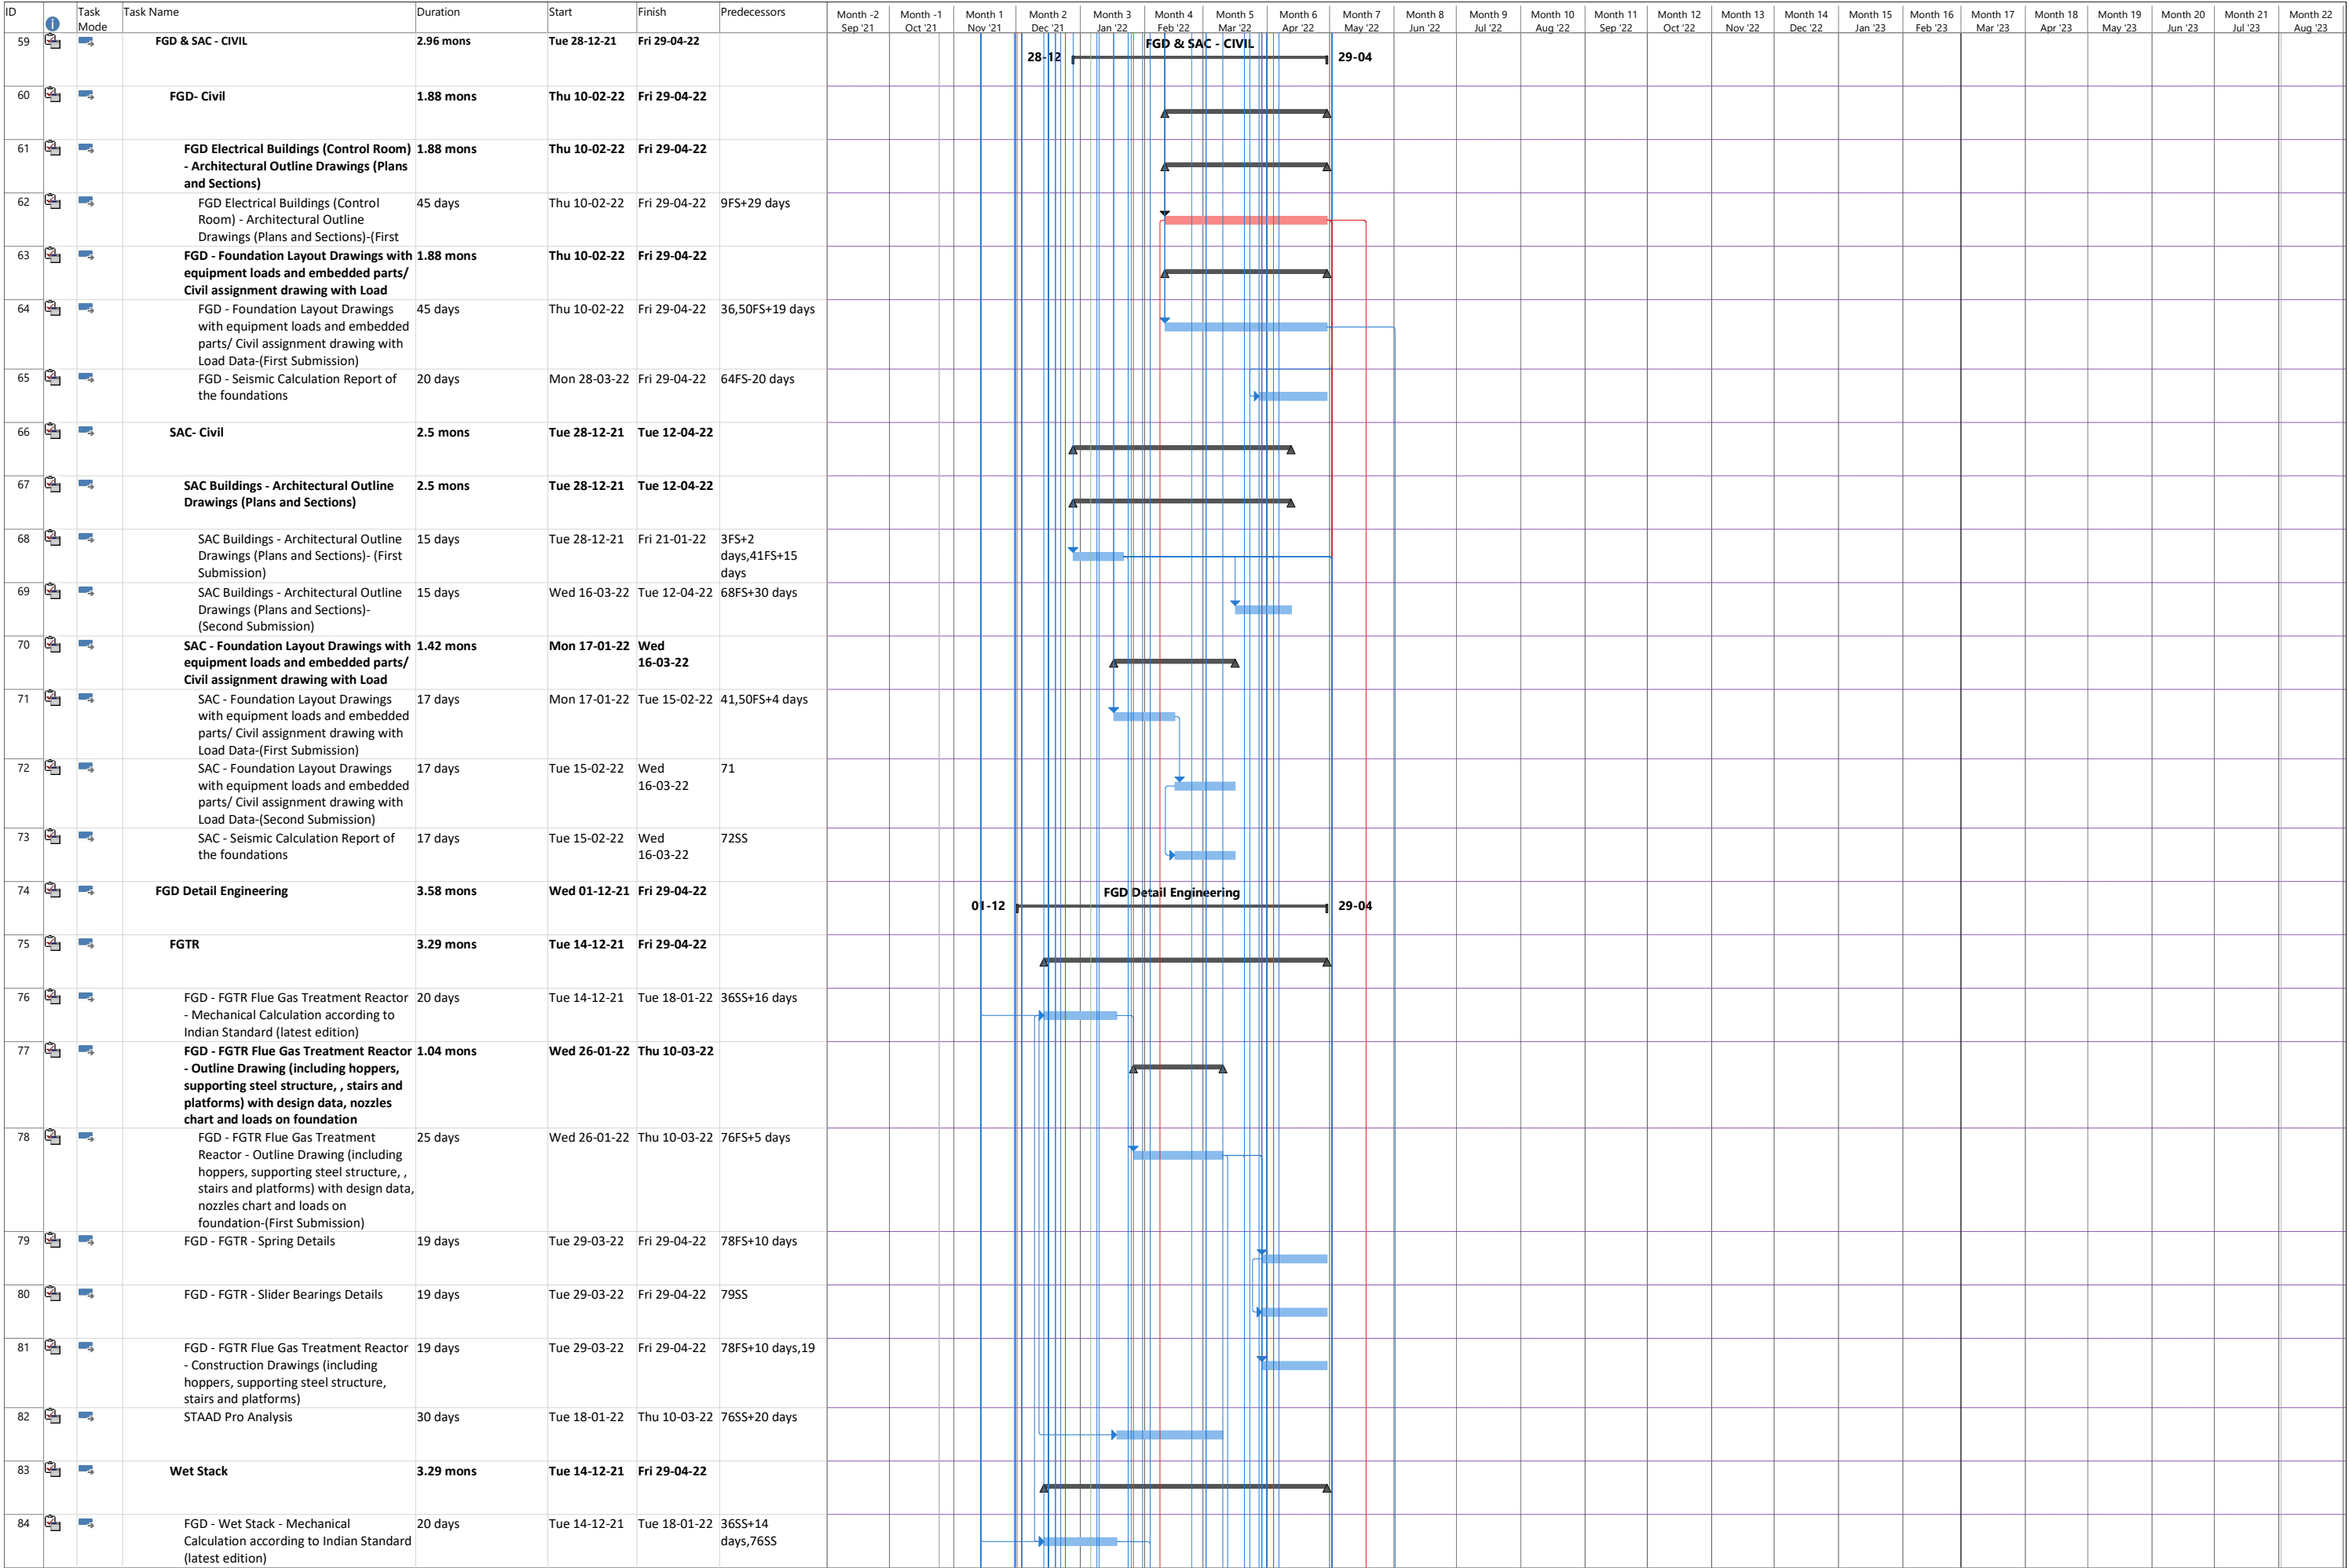 ID Task Mode Task Name Duration Start Finish Predecessors
Month -2 Month -1 Month 1 Month 2 Month 3 Month 4 Month 5 Month 6 Month 7 Month 8 Month 9 Month 10 Month 11 Month 12 Month 13 Month 14 Month 15 Month 16 Month 17 Month 18 Month 19 Month 20 Month 21 Month 22
Sep '21 Oct '21 Nov '21 Dec '21 Jan '22 Feb '22 Mar '22 Apr '22 May '22 Jun '22 Jul '22 Aug '22 Sep '22 Oct '22 Nov '22 Dec '22 Jan '23 Feb '23 Mar '23 Apr '23 May '23 Jun '23 Jul '23 Aug '23
59 FGD & SAC - CIVIL 2.96 mons Tue 28-12-21 Fri 29-04-22
FGD & SAC - CIVIL
28-12 29-04
60 FGD- Civil 1.88 mons Thu 10-02-22 Fri 29-04-22
61 FGD Electrical Buildings (Control Room) 1.88 mons Thu 10-02-22 Fri 29-04-22
- Architectural Outline Drawings (Plans
and Sections)
62 FGD Electrical Buildings (Control 45 days Thu 10-02-22 Fri 29-04-22 9FS+29 days
Room) - Architectural Outline
Drawings (Plans and Sections)-(First
63 FGD - Foundation Layout Drawings with 1.88 mons Thu 10-02-22 Fri 29-04-22
equipment loads and embedded parts/
Civil assignment drawing with Load
64 FGD - Foundation Layout Drawings 45 days Thu 10-02-22 Fri 29-04-22 36,50FS+19 days
with equipment loads and embedded
parts/ Civil assignment drawing with
Load Data-(First Submission)
65 FGD - Seismic Calculation Report of 20 days Mon 28-03-22 Fri 29-04-22 64FS-20 days
the foundations
66 SAC- Civil 2.5 mons Tue 28-12-21 Tue 12-04-22
67 SAC Buildings - Architectural Outline 2.5 mons Tue 28-12-21 Tue 12-04-22
Drawings (Plans and Sections)
68 SAC Buildings - Architectural Outline 15 days Tue 28-12-21 Fri 21-01-22 3FS+2
Drawings (Plans and Sections)- (First days,41FS+15
Submission) days
69 SAC Buildings - Architectural Outline 15 days Wed 16-03-22 Tue 12-04-22 68FS+30 days
Drawings (Plans and Sections)-
(Second Submission)
70 SAC - Foundation Layout Drawings with 1.42 mons Mon 17-01-22 Wed
equipment loads and embedded parts/ 16-03-22
Civil assignment drawing with Load
71 SAC - Foundation Layout Drawings 17 days Mon 17-01-22 Tue 15-02-22 41,50FS+4 days
with equipment loads and embedded
parts/ Civil assignment drawing with
Load Data-(First Submission)
72 SAC - Foundation Layout Drawings 17 days Tue 15-02-22 Wed 71
with equipment loads and embedded 16-03-22
parts/ Civil assignment drawing with
Load Data-(Second Submission)
73 SAC - Seismic Calculation Report of 17 days Tue 15-02-22 Wed 72SS
the foundations 16-03-22
74 FGD Detail Engineering 3.58 mons Wed 01-12-21 Fri 29-04-22
FGD Detail Engineering
01-12 29-04
75 FGTR 3.29 mons Tue 14-12-21 Fri 29-04-22
76 FGD - FGTR Flue Gas Treatment Reactor 20 days Tue 14-12-21 Tue 18-01-22 36SS+16 days
- Mechanical Calculation according to
Indian Standard (latest edition)
77 FGD - FGTR Flue Gas Treatment Reactor 1.04 mons Wed 26-01-22 Thu 10-03-22
- Outline Drawing (including hoppers,
supporting steel structure, , stairs and
platforms) with design data, nozzles
chart and loads on foundation
78 FGD - FGTR Flue Gas Treatment 25 days Wed 26-01-22 Thu 10-03-22 76FS+5 days
Reactor - Outline Drawing (including
hoppers, supporting steel structure, ,
stairs and platforms) with design data,
nozzles chart and loads on
foundation-(First Submission)
79 FGD - FGTR - Spring Details 19 days Tue 29-03-22 Fri 29-04-22 78FS+10 days
80 FGD - FGTR - Slider Bearings Details 19 days Tue 29-03-22 Fri 29-04-22 79SS
81 FGD - FGTR Flue Gas Treatment Reactor 19 days Tue 29-03-22 Fri 29-04-22 78FS+10 days,19
- Construction Drawings (including
hoppers, supporting steel structure,
stairs and platforms)
82 STAAD Pro Analysis 30 days Tue 18-01-22 Thu 10-03-22 76SS+20 days
83 Wet Stack 3.29 mons Tue 14-12-21 Fri 29-04-22
84 FGD - Wet Stack - Mechanical 20 days Tue 14-12-21 Tue 18-01-22 36SS+14
Calculation according to Indian Standard days,76SS
(latest edition)